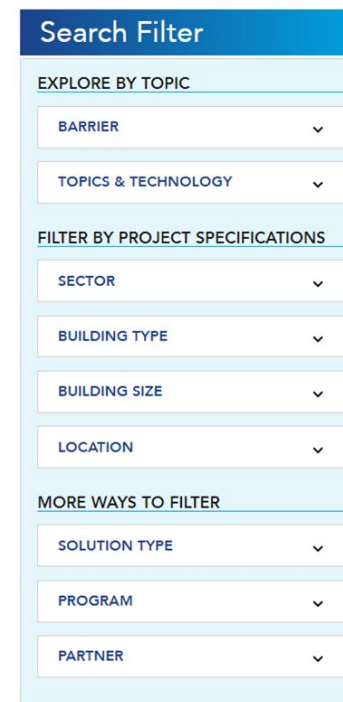 Search Filter
EXPLORE BY TOPIC
BARRIER
TOPICS & TECHNOLOGY
FILTER BY PROJECT SPECIFICATIONS
SECTOR
BUILDING TYPE
BUILDING SIZE
LOCATION
MORE WAYS TO FILTER
SOLUTION TYPE
PROGRAM
PARTNER